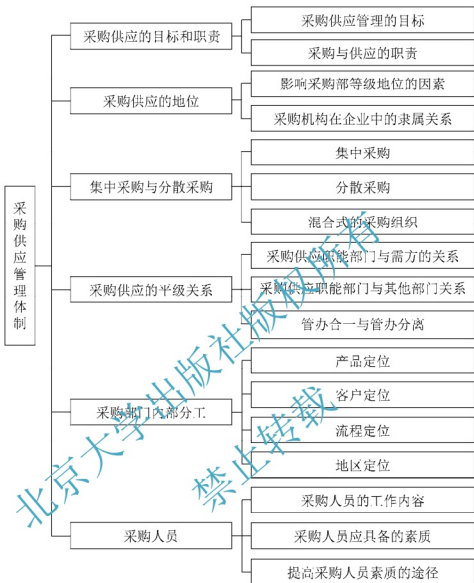 采购供应管理体制
采购供应的目标和职责
采购供应管理的目标
采购与供应的职责
采购供应的地位
影响采购部等级地位的因素
采购机构在企业中的隶属关系
集中采购与分散采购
集中采购
分散采购
混合式的采购组织
采购供应的平级关系
采购供应职能部门与需方的关系
采购供应职能部门与其他部门关系
管办合一与管办分离
采购部门内部分工
产品定位
客户定位
流程定位
地区定位
采购人员
采购人员的工作内容
采购人员应具备的素质
提高采购人员素质的途径
北京大学出版社版权所有
禁止转载